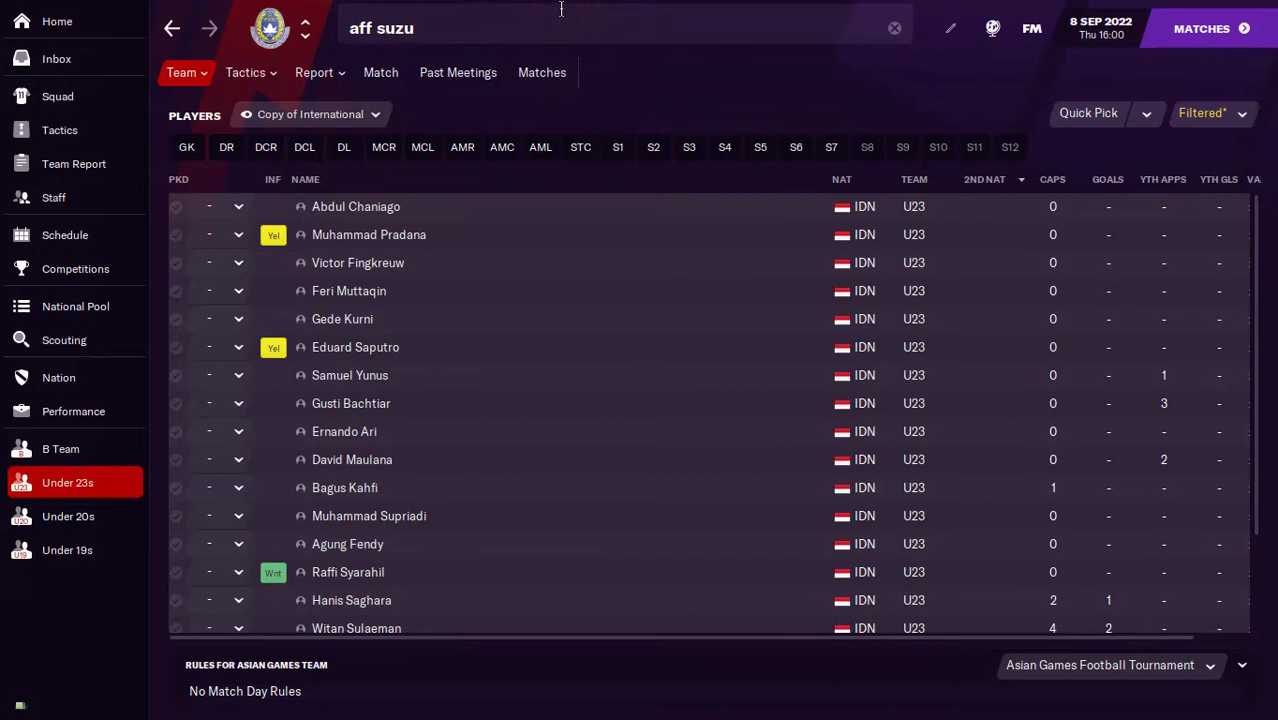 Home
aff suzu
FM
8 SEP 2022
Thu 16:00
MATCHES
Inbox
Team
Tactics
Report
Match
Past Meetings
Matches
11
Squad
PLAYERS
Copy of International
Quick Pick
Filtered*
Tactics
GK DR DCR DCL DL MCR MCL AMR AMC AML STC S1 S2 S3 S4 S5 S6 S7 S8 S9 S10 S11 S12
Team Report
PKD INF NAME NAT TEAM 2ND NAT CAPS GOALS YTH APPS YTH GLS VA
Staff
- Abdul Chaniago IDN U23 0 - - -
Schedule
- Yel Muhammad Pradana IDN U23 0 - - -
Competitions
- Victor Fingkreuw IDN U23 0 - - -
National Pool
- Feri Muttaqin IDN U23 0 - - -
- Gede Kurni IDN U23 0 - - -
Scouting
- Yel Eduard Saputro IDN U23 0 - - -
Nation
- Samuel Yunus IDN U23 0 - 1 -
Performance
- Gusti Bachtiar IDN U23 0 - 3 -
- Ernando Ari IDN U23 0 - - -
B
B Team
- David Maulana IDN U23 0 - 2 -
U23
Under 23s
- Bagus Kahfi IDN U23 1 - - -
U20
Under 20s
- Muhammad Supriadi IDN U23 0 - - -
U19
Under 19s
- Agung Fendy IDN U23 0 - - -
- Wnt Raffi Syarahil IDN U23 0 - - -
- Hanis Saghara IDN U23 2 1 - -
- Witan Sulaeman IDN U23 4 2 - -
RULES FOR ASIAN GAMES TEAM
Asian Games Football Tournament
No Match Day Rules